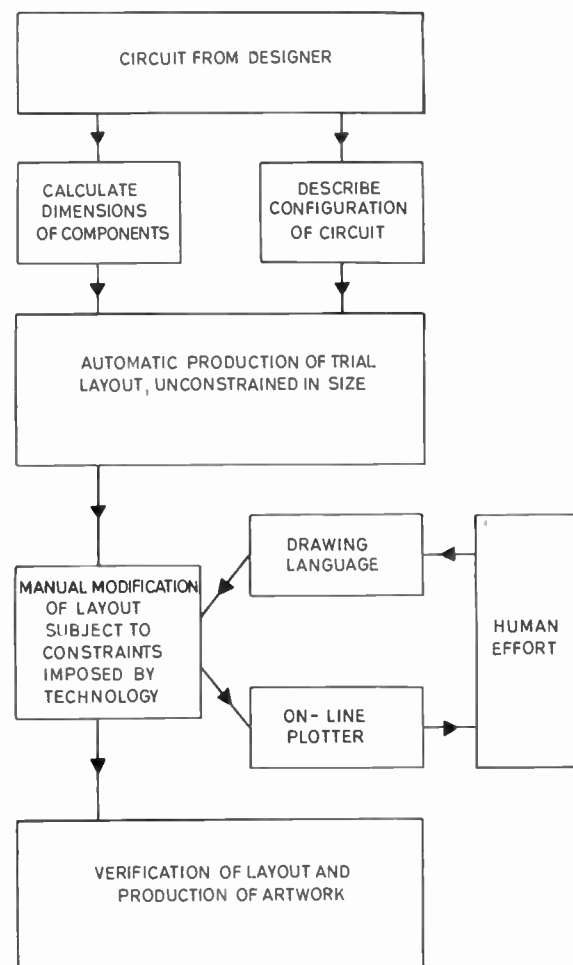 CIRCUIT FROM DESIGNER
CALCULATE
DIMENSIONS
OF COMPONENTS
DESCRIBE
CONFIGURATION
OF CIRCUIT
AUTOMATIC PRODUCTION OF TRIAL
LAYOUT, UNCONSTRAINED IN SIZE
MANUAL MODIFICATION
OF LAYOUT
SUBJECT TO
CONSTRAINTS
IMPOSED BY
TECHNOLOGY
DRAWING
LANGUAGE
ON-LINE
PLOTTER
HUMAN
EFFORT
VERIFICATION OF LAYOUT AND
PRODUCTION OF ARTWORK